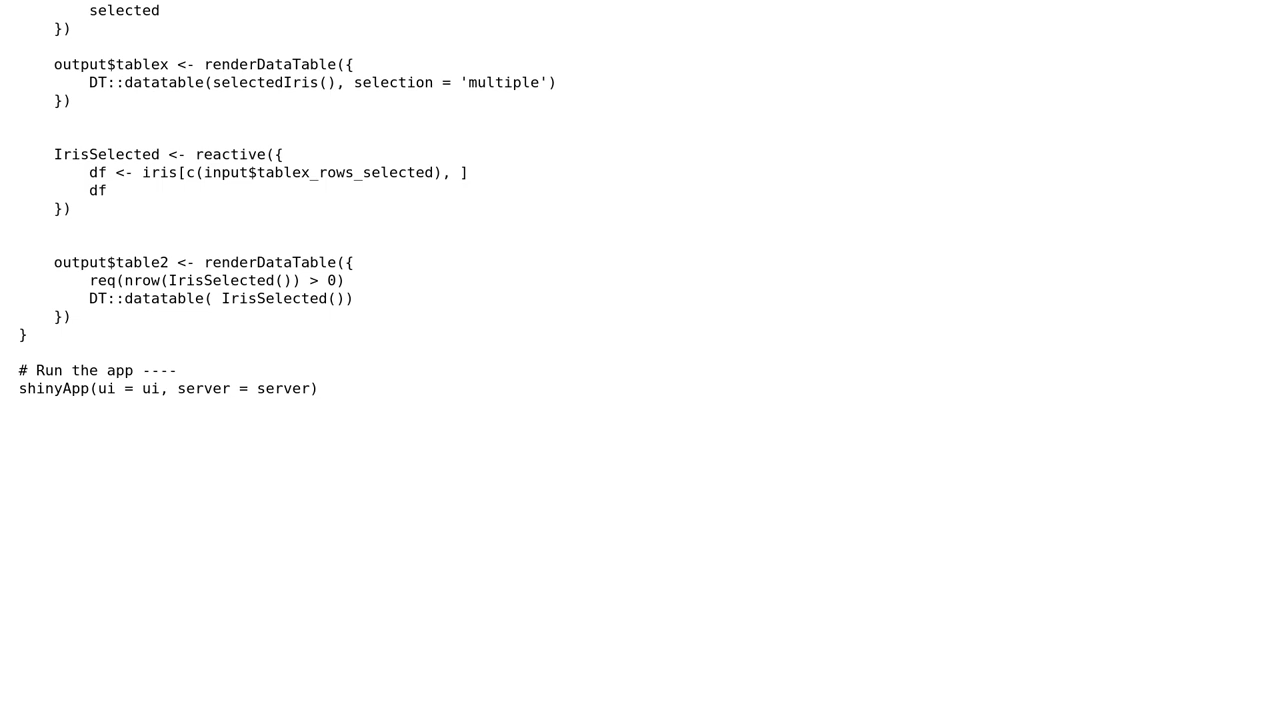 selected
    })

    output$tablex <- renderDataTable({
        DT::datatable(selectedIris(), selection = 'multiple')
    })


    IrisSelected <- reactive({
        df <- iris[c(input$tablex_rows_selected), ]
        df
    })


    output$table2 <- renderDataTable({
        req(nrow(IrisSelected()) > 0)
        DT::datatable( IrisSelected())
    })
}

# Run the app ----
shinyApp(ui = ui, server = server)